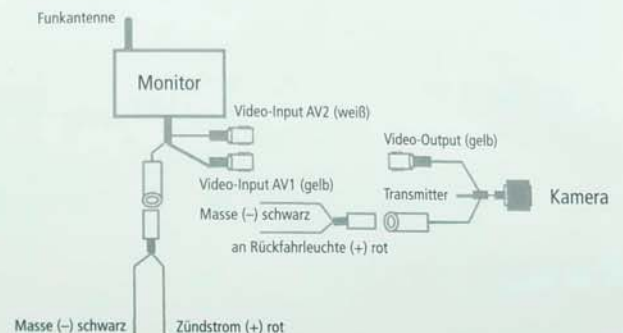 Funkantenne
Monitor
Video-Input AV2 (weiß)
Video-Output (gelb)
Video-Input AV1 (gelb)
Transmitter
Kamera
Masse (–) schwarz
an Rückfahrleuchte (+) rot
Masse (–) schwarz
Zündstrom (+) rot